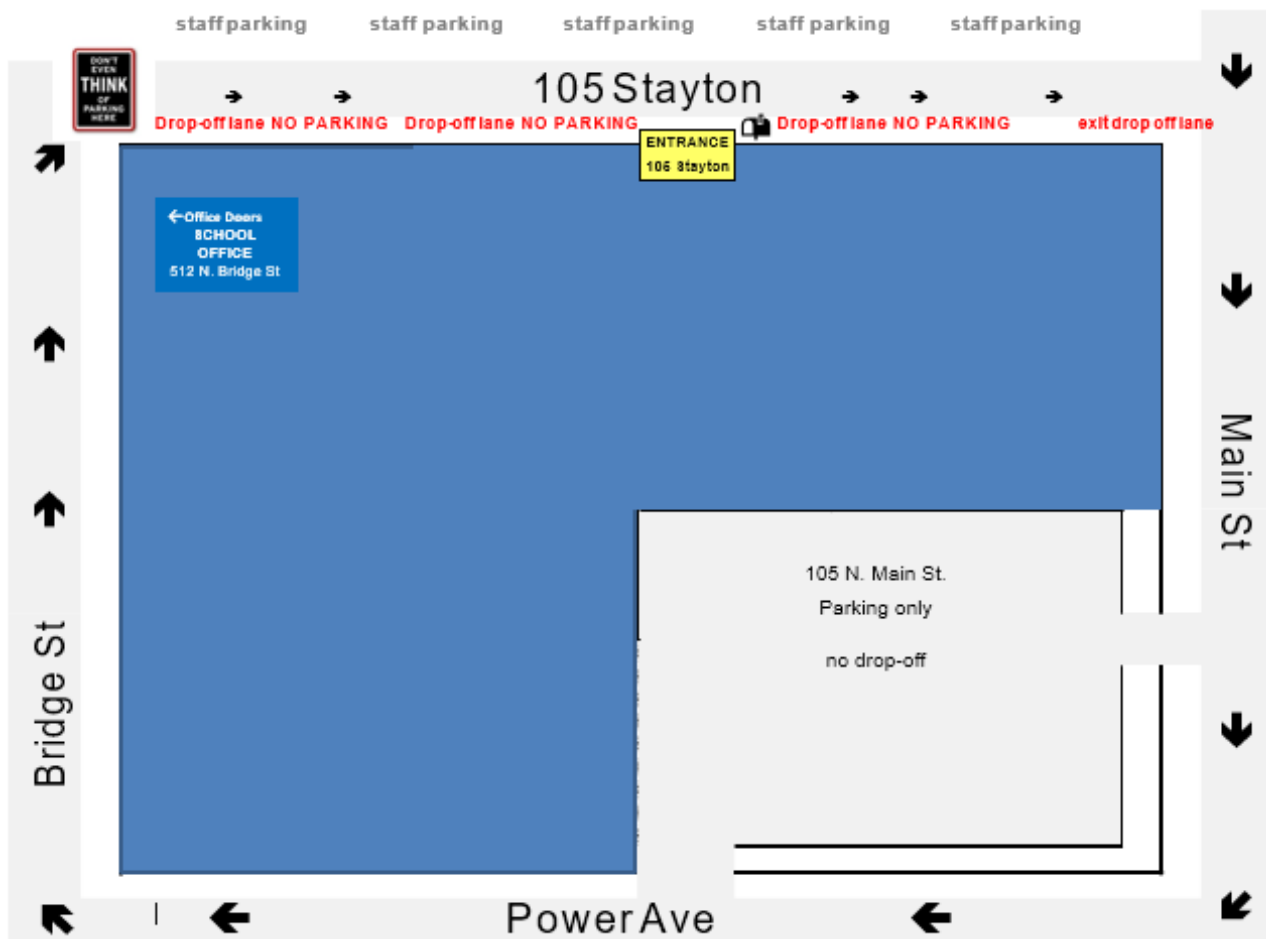 staff parking staff parking staff parking staff parking staff parking
DON'T
EVEN
THINK
OF
PARKING
HERE
105 Stayton
Drop-off lane NO PARKING Drop-off lane NO PARKING Drop-off lane NO PARKING exit drop off lane
ENTRANCE
105 Stayton
←Office Doors
SCHOOL
OFFICE
512 N. Bridge St
Main St
105 N. Main St.
Parking only
no drop-off
Bridge St
Power Ave